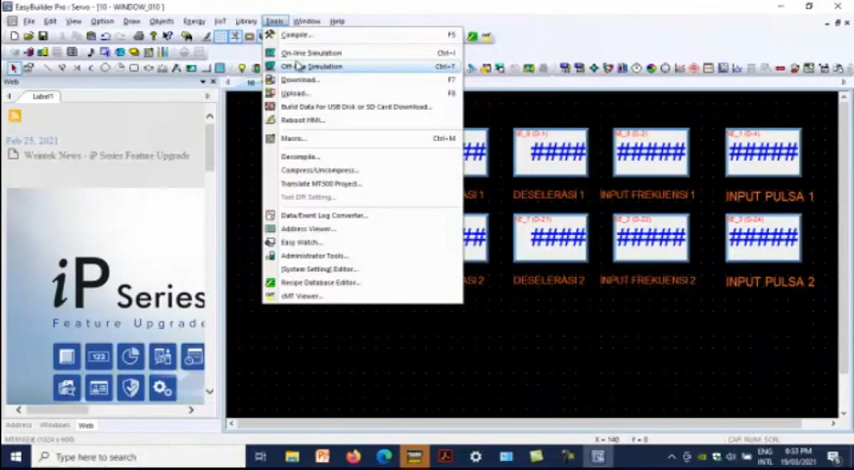 EasyBuilder Pro : Servo - [10 - WINDOW_010 ]
File Edit View Option Draw Objects Energy IIoT Library Tools Window Help
Compile... F5
On-line Simulation Ctrl+I
Off-line Simulation Ctrl+T
Download... F7
Upload... F8
Build Data for USB Disk or SD Card Download...
Reboot HMI...
Macro... Ctrl+M
Decompile...
Compress/Uncompress...
Translate MT500 Project...
Data/Event Log Converter...
Address Viewer...
Easy Watch...
Administrator Tools...
[System Setting] Editor...
Recipe Database Editor...
cMT Viewer...
Web
Label1
Feb 25, 2021
Weintek News - iP Series Feature Upgrade
iP Series
Feature Upgrade
123
#### #### ####
DESELERASI 1 INPUT FREKUENSI 1 INPUT PULSA 1
#### #### ####
DESELERASI 2 INPUT FREKUENSI 2 INPUT PULSA 2
Address Windows Web
X = 140 Y = 0 CAP NUM SCRL
Type here to search
ENG
INTL
8:33 PM
19/03/2021